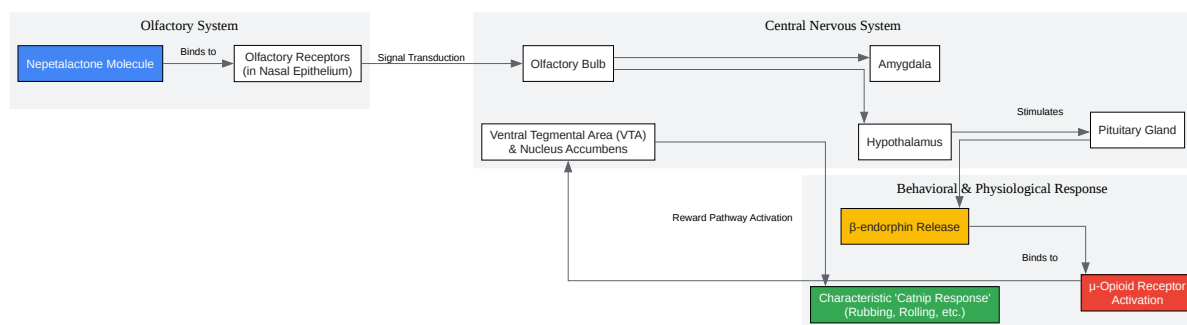 Olfactory System
Central Nervous System
Nepetalactone Molecule
Binds to
Olfactory Receptors
(in Nasal Epithelium)
Signal Transduction
Olfactory Bulb
Amygdala
Ventral Tegmental Area (VTA)
& Nucleus Accumbens
Hypothalamus
Stimulates
Pituitary Gland
Behavioral & Physiological Response
Reward Pathway Activation
β-endorphin Release
Binds to
μ-Opioid Receptor
Activation
Characteristic 'Catnip Response'
(Rubbing, Rolling, etc.)